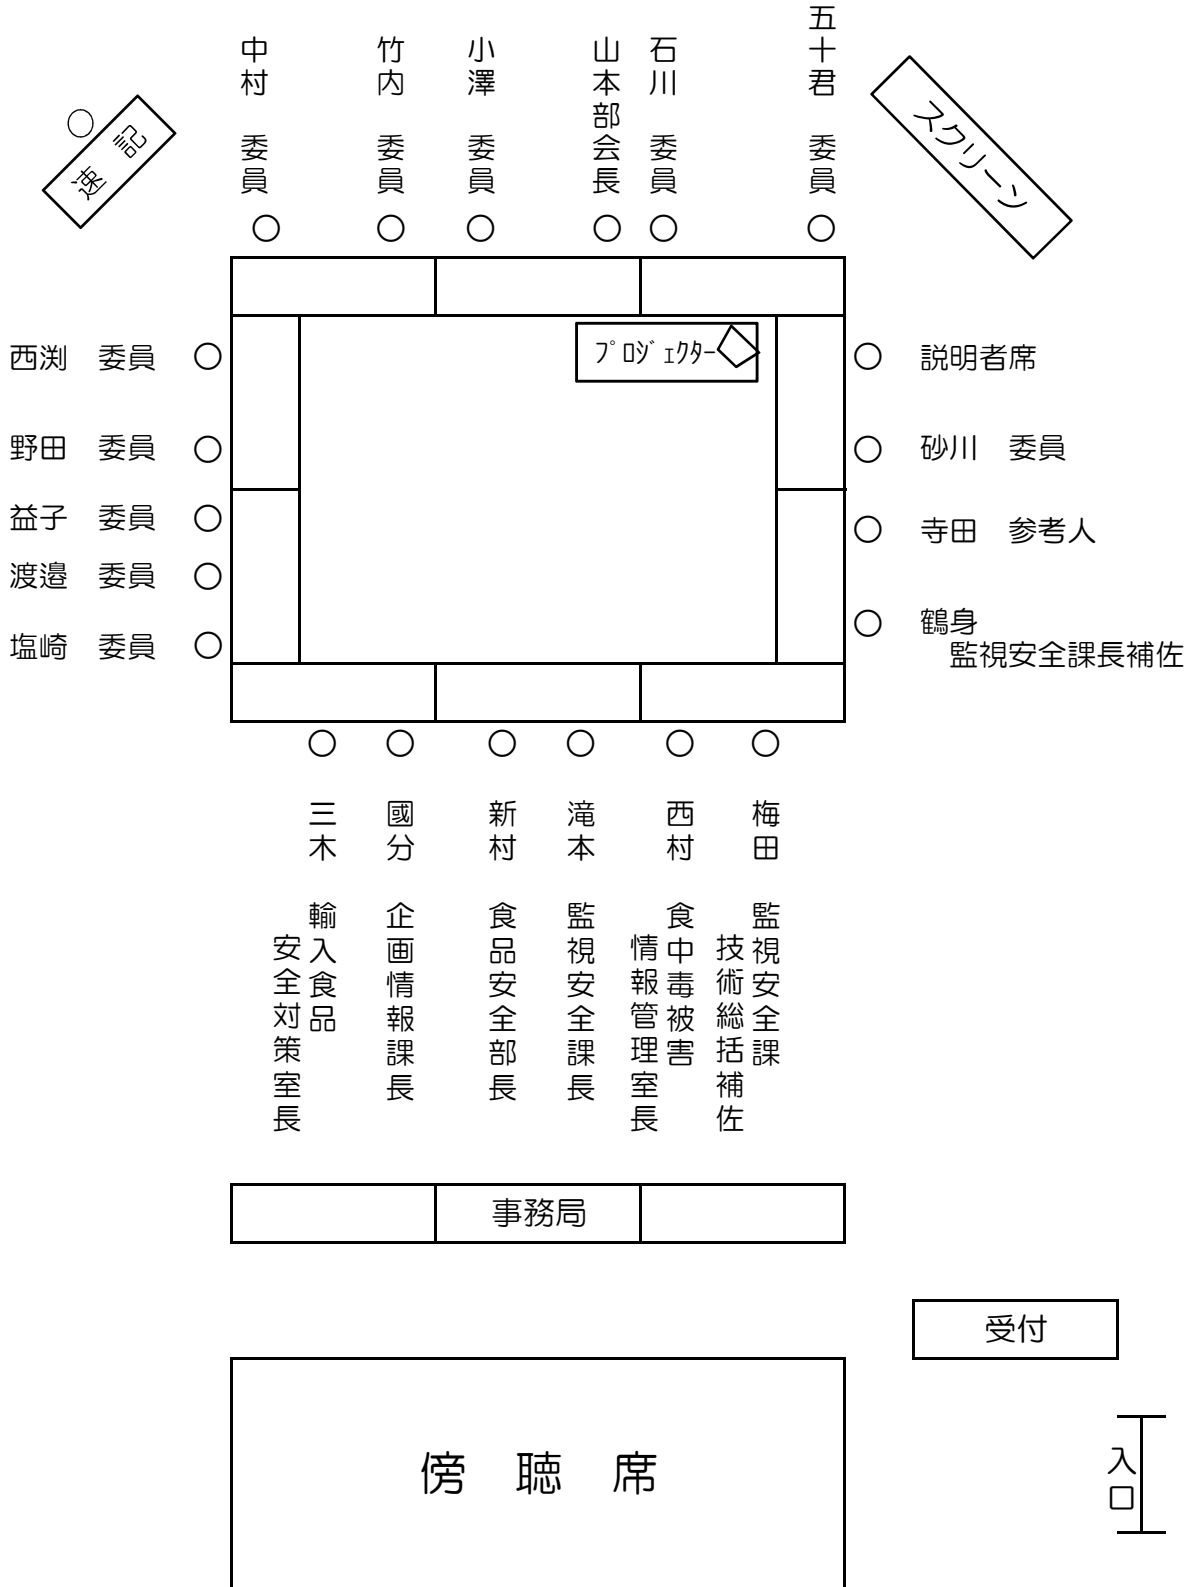 中村　委員
竹内　委員
小澤　委員
山本部会長
石川　委員
五十君　委員
速記
スクリーン
西渕　委員
野田　委員
益子　委員
渡邉　委員
塩崎　委員
ﾌﾟﾛｼﾞｪｸﾀｰ
説明者席
砂川　委員
寺田　参考人
鶴身
監視安全課長補佐
三木　輸入食品
安全対策室長
國分　企画情報課長
新村　食品安全部長
滝本　監視安全課長
西村　食中毒被害
情報管理室長
梅田　監視安全課
技術総括補佐
事務局
受付
傍　聴　席
入口